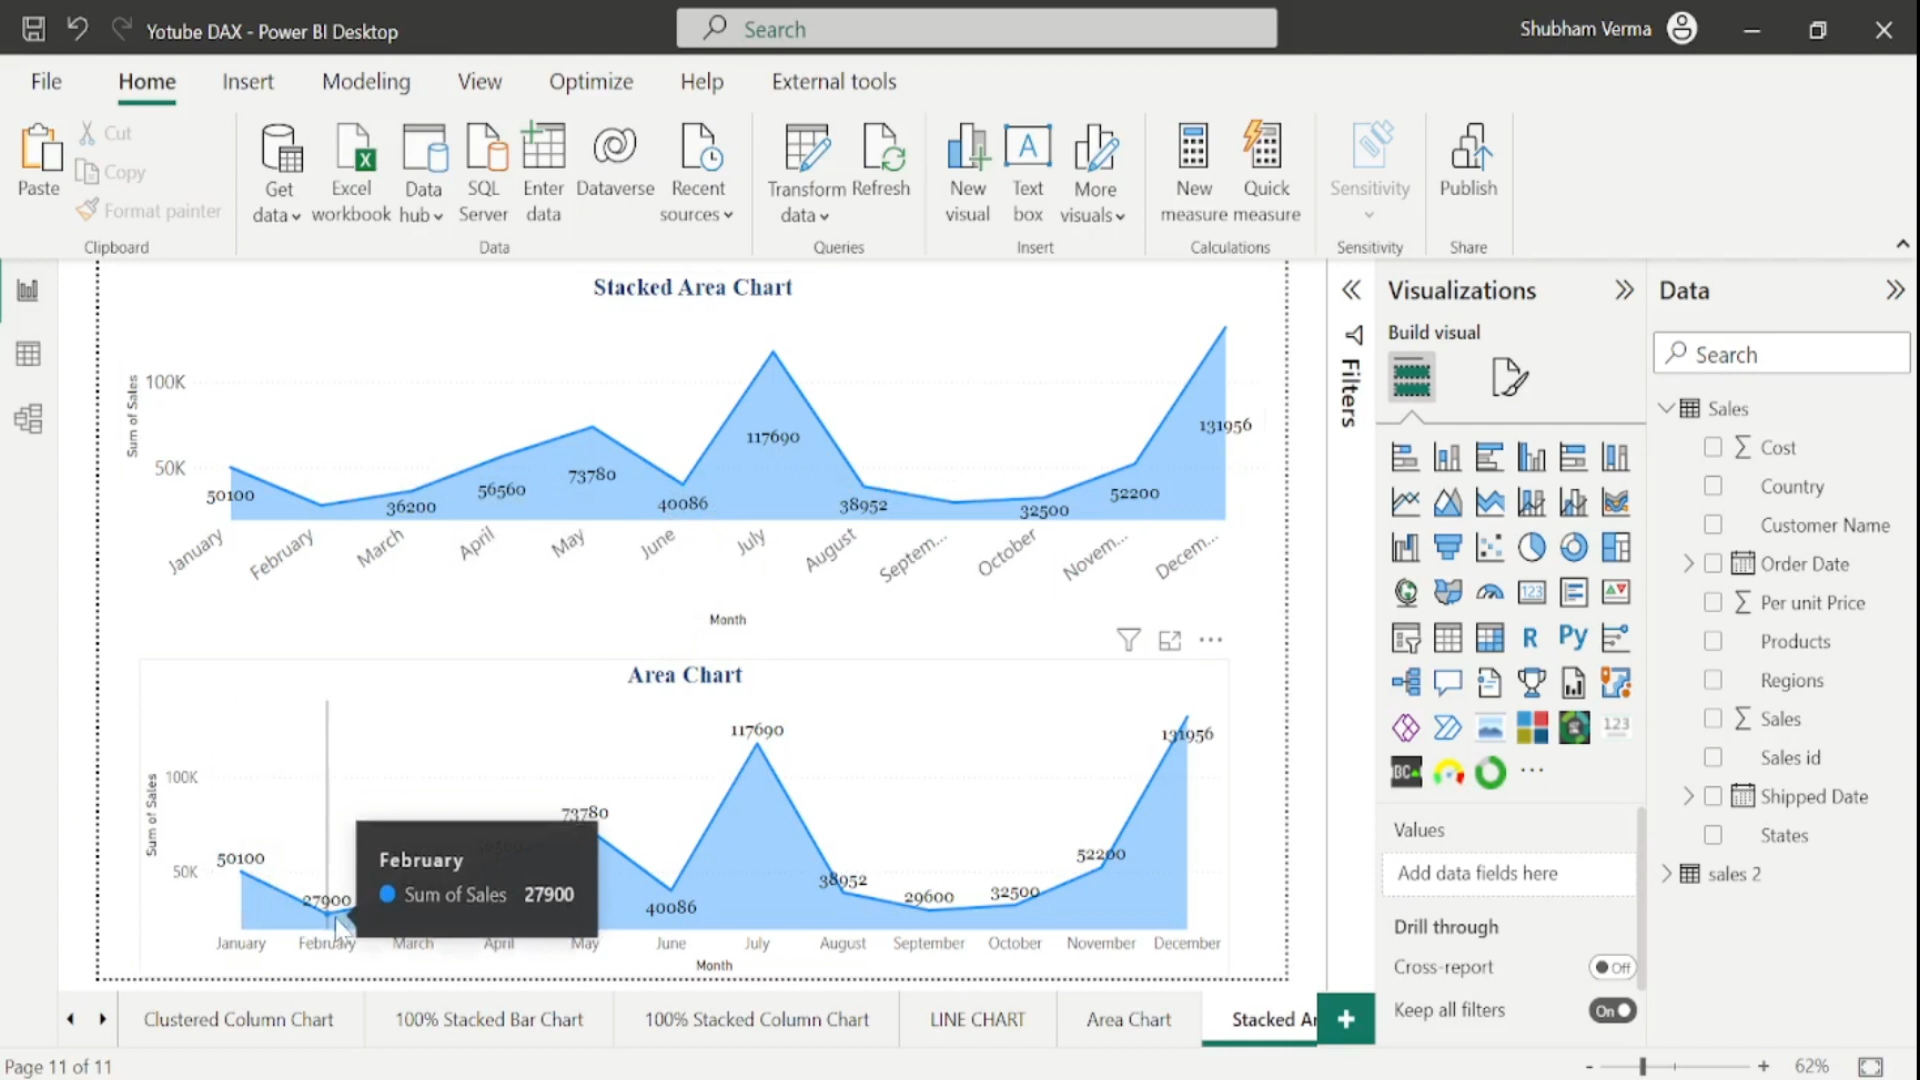 Yotube DAX - Power BI Desktop
Search
Shubham Verma
File Home Insert Modeling View Optimize Help External tools
Paste
Cut
Copy
Format painter
Clipboard
Get data
Excel workbook
Data hub
SQL Server
Enter data
Dataverse
Recent sources
Data
Transform data
Refresh
Queries
New visual
Text box
More visuals
Insert
New measure
Quick measure
Calculations
Sensitivity
Sensitivity
Publish
Share
Stacked Area Chart
Sum of Sales
100K
50K
50100
36200
56560
73780
40086
117690
38952
32500
52200
131956
January February March April May June July August Septem... October Novem... Decem...
Month
Area Chart
Sum of Sales
100K
50K
50100
27900
73780
40086
117690
38952
29600
32500
52200
131956
February
Sum of Sales 27900
January February March April May June July August September October November December
Month
Filters
Visualizations
Build visual
R
Py
123
123
Values
Add data fields here
Drill through
Cross-report
Off
Keep all filters
On
Data
Search
Sales
Cost
Country
Customer Name
Order Date
Per unit Price
Products
Regions
Sales
Sales id
Shipped Date
States
sales 2
Clustered Column Chart
100% Stacked Bar Chart
100% Stacked Column Chart
LINE CHART
Area Chart
Stacked Ar
Page 11 of 11
62%